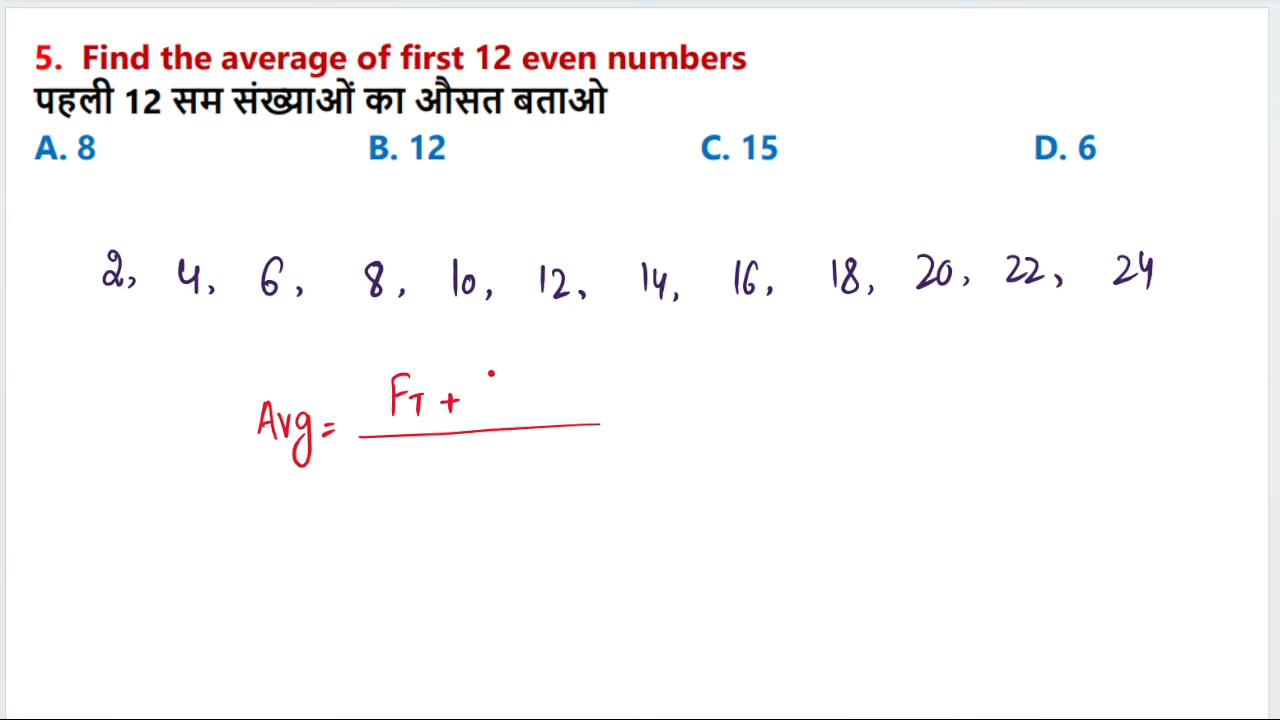 5. Find the average of first 12 even numbers
पहली 12 सम संख्याओं का औसत बताओ
A. 8 B. 12 C. 15 D. 6
2, 4, 6, 8, 10, 12, 14, 16, 18, 20, 22, 24
Avg = FT +